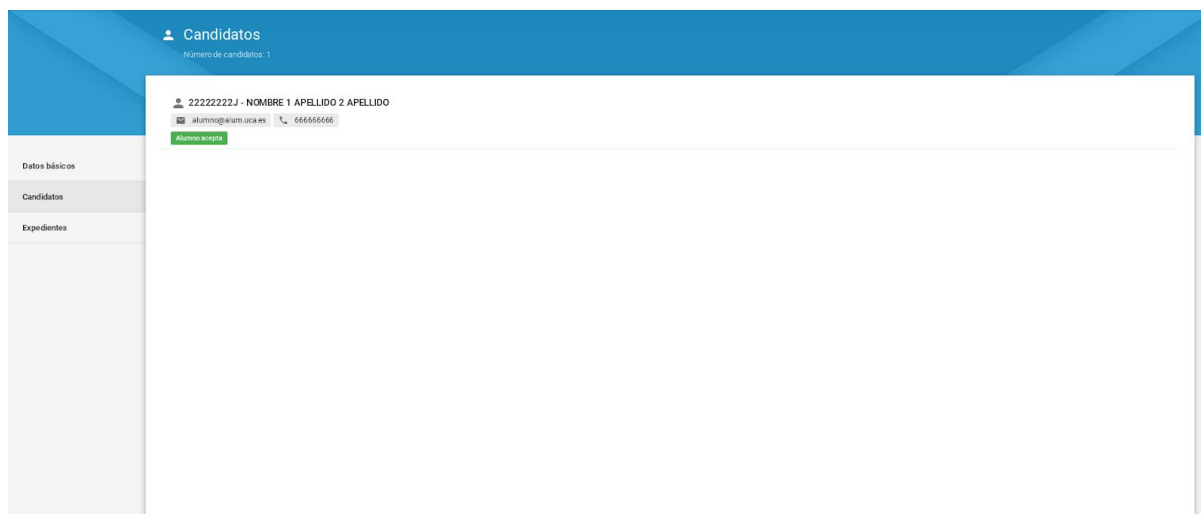 Candidatos
Número de candidatos: 1
22222222J - NOMBRE 1 APELLIDO 2 APELLIDO
alumno@alum.uca.es 666666666
Alumno acepta
Datos básicos
Candidatos
Expedientes